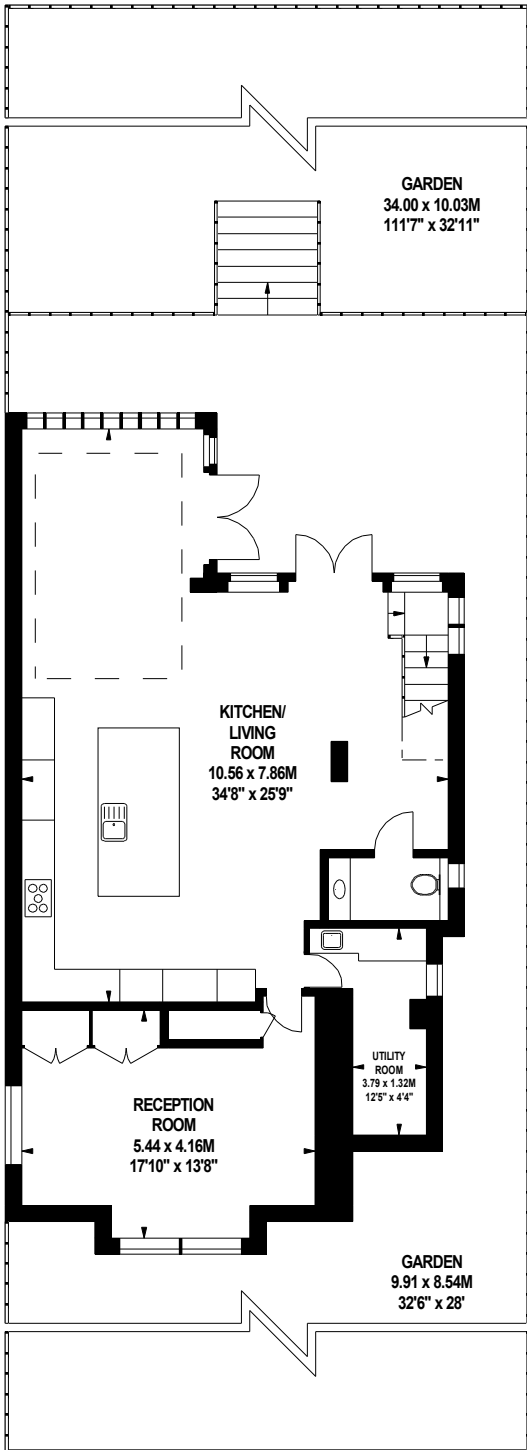 GARDEN
34.00 x 10.03M
111'7" x 32'11"
KITCHEN/
LIVING
ROOM
10.56 x 7.86M
34'8" x 25'9"
UTILITY
ROOM
3.79 x 1.32M
12'5" x 4'4"
RECEPTION
ROOM
5.44 x 4.16M
17'10" x 13'8"
GARDEN
9.91 x 8.54M
32'6" x 28'